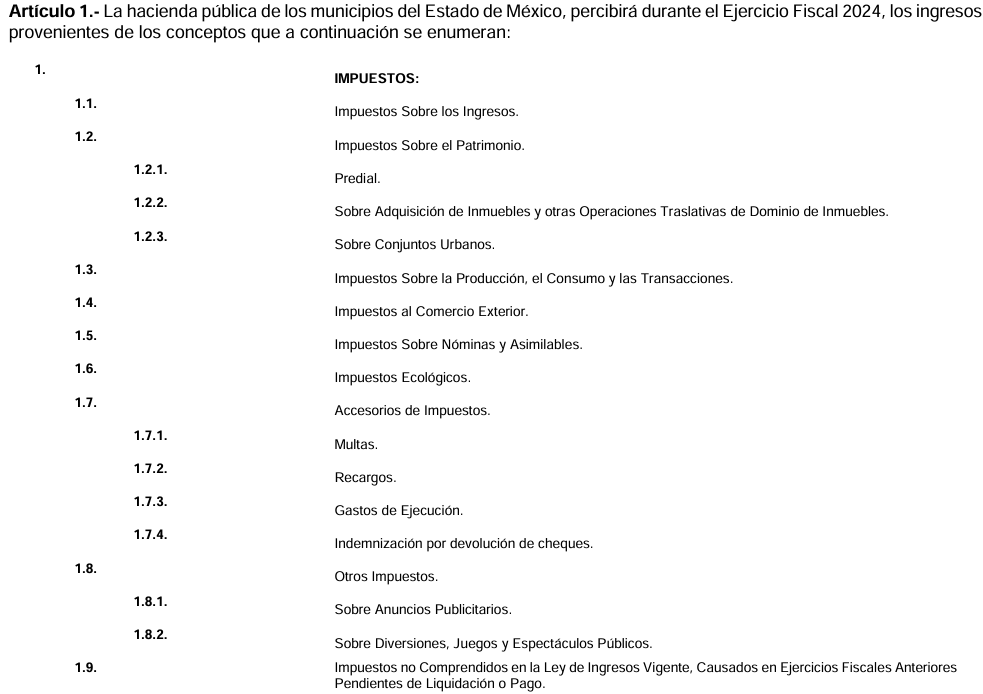 Artículo 1.- La hacienda pública de los municipios del Estado de México, percibirá durante el Ejercicio Fiscal 2024, los ingresos
provenientes de los conceptos que a continuación se enumeran:
1. IMPUESTOS:
1.1. Impuestos Sobre los Ingresos.
1.2. Impuestos Sobre el Patrimonio.
1.2.1. Predial.
1.2.2. Sobre Adquisición de Inmuebles y otras Operaciones Traslativas de Dominio de Inmuebles.
1.2.3. Sobre Conjuntos Urbanos.
1.3. Impuestos Sobre la Producción, el Consumo y las Transacciones.
1.4. Impuestos al Comercio Exterior.
1.5. Impuestos Sobre Nóminas y Asimilables.
1.6. Impuestos Ecológicos.
1.7. Accesorios de Impuestos.
1.7.1. Multas.
1.7.2. Recargos.
1.7.3. Gastos de Ejecución.
1.7.4. Indemnización por devolución de cheques.
1.8. Otros Impuestos.
1.8.1. Sobre Anuncios Publicitarios.
1.8.2. Sobre Diversiones, Juegos y Espectáculos Públicos.
1.9. Impuestos no Comprendidos en la Ley de Ingresos Vigente, Causados en Ejercicios Fiscales Anteriores
Pendientes de Liquidación o Pago.